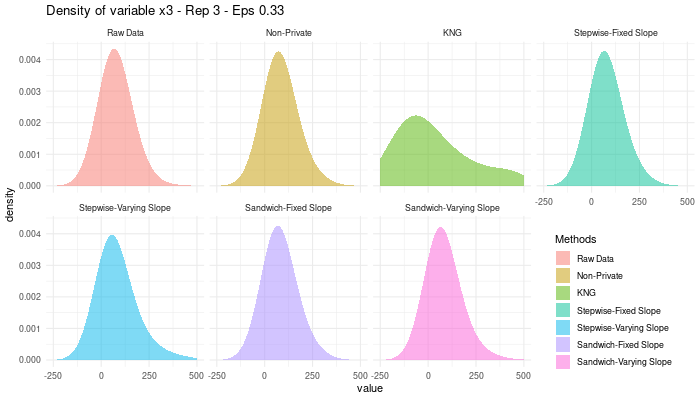 Density of variable x3 - Rep 3 - Eps 0.33
Raw Data
Non-Private
KNG
Stepwise-Fixed Slope
0.004
0.003
0.002
0.001
0.000
-250 0 250 500
density
Stepwise-Varying Slope
Sandwich-Fixed Slope
Sandwich-Varying Slope
0.004
0.003
0.002
0.001
0.000
-250 0 250 500
-250 0 250 500
-250 0 250 500
value
Methods
Raw Data
Non-Private
KNG
Stepwise-Fixed Slope
Stepwise-Varying Slope
Sandwich-Fixed Slope
Sandwich-Varying Slope